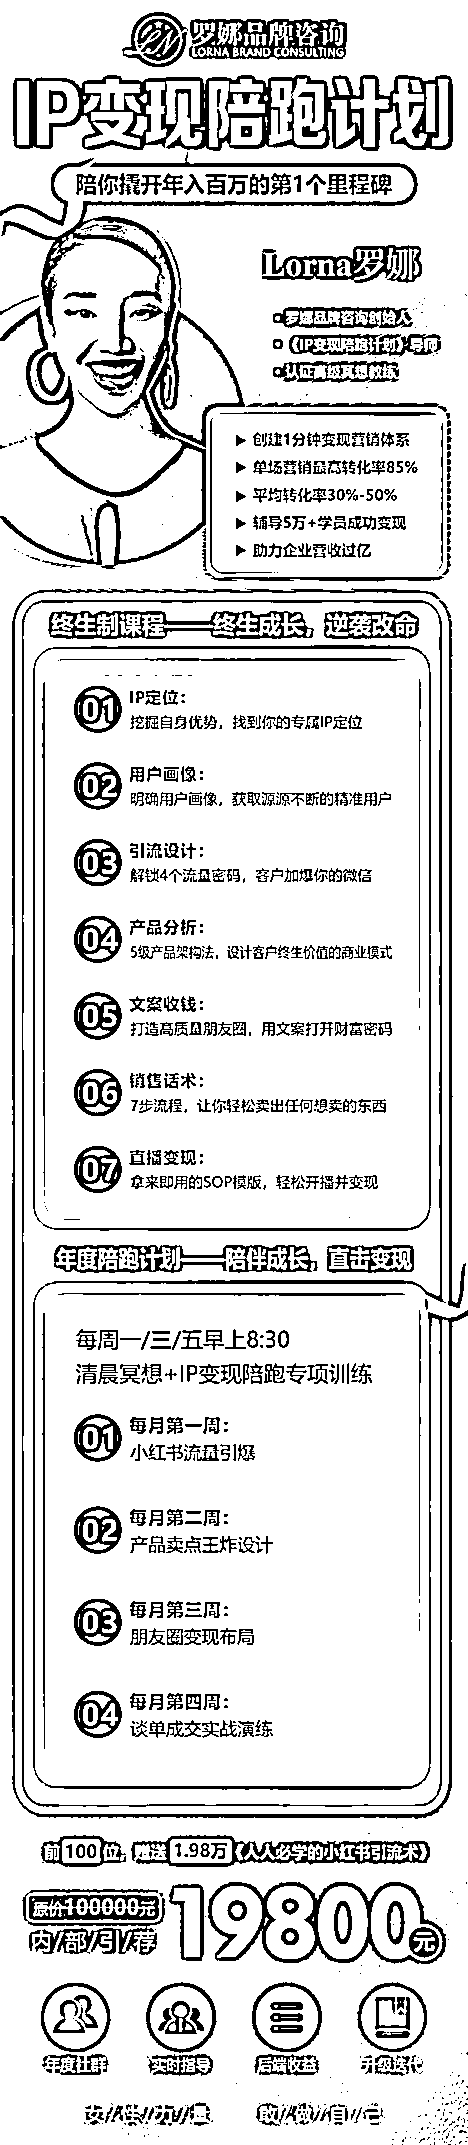 罗娜品牌咨询
LORNA BRAND CONSULTING
IP变现陪跑计划
陪你撬开年入百万的第1个里程碑
Lorna罗娜
罗娜品牌咨询创始人
《IP变现陪跑计划》导师
认证高级冥想教练
创建1分钟变现营销体系
单场营销最高转化率85%
平均转化率30%-50%
辅导5万+学员成功变现
助力企业营收过亿
终生制课程——终生成长，逆袭改命
01 IP定位：
挖掘自身优势，找到你的专属IP定位
02 用户画像：
明确用户画像，获取源源不断的精准用户
03 引流设计：
解锁4个流量密码，客户加爆你的微信
04 产品分析：
5级产品架构法，设计客户终生价值的商业模式
05 文案收钱：
打造高质量朋友圈，用文案打开财富密码
06 销售话术：
7步流程，让你轻松卖出任何想卖的东西
07 直播变现：
拿来即用的SOP模版，轻松开播并变现
年度陪跑计划——陪伴成长，直击变现
每周一/三/五早上8:30
清晨冥想+IP变现陪跑专项训练
01 每月第一周：
小红书流量引爆
02 每月第二周：
产品卖点王炸设计
03 每月第三周：
朋友圈变现布局
04 每月第四周：
谈单成交实战演练
前100位，赠送1.98万《人人必学的小红书引流术》
原价100000元
内/部/引/荐
19800元
年度社群 实时指导 后端收益 升级迭代
女/人/生//力//量 敢//做//自//己